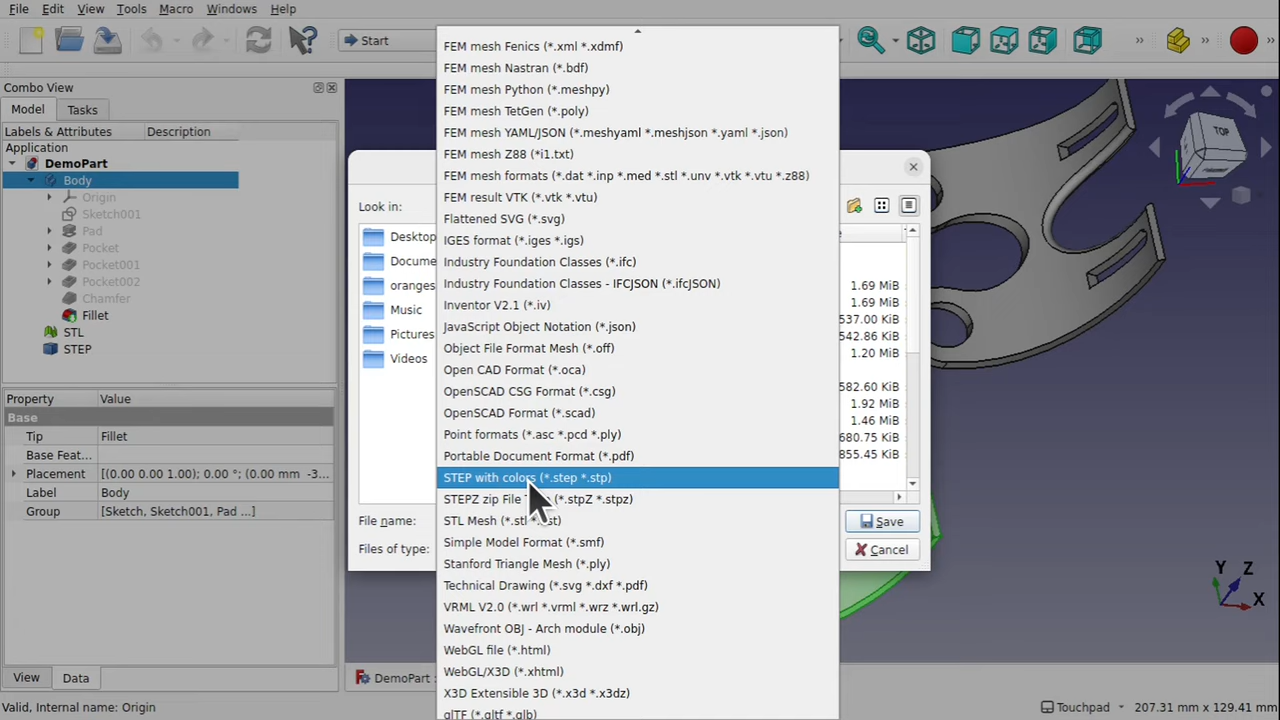 File Edit Tools Macro Windows Help
Start
Combo View
Model Tasks
Labels & Attributes Description
Application
DemoPart
Body
Origin
Sketch001
Pad
Pocket
Pocket001
Pocket002
Chamfer
Fillet
STL
STEP
Property Value
Base
Tip Fillet
Base Feat...
Placement [(0.00 0.00 1.00); 0.00 °; (0.00 mm -3...
Label Body
Group [Sketch, Sketch001, Pad ...]
View Data
Valid, Internal name: Origin
Look in:
Desktop
Docume
oranges
Music
Pictures
Videos
File name:
Files of type:
FEM mesh Fenics (*.xml *.xdmf)
FEM mesh Nastran (*.bdf)
FEM mesh Python (*.meshpy)
FEM mesh TetGen (*.poly)
FEM mesh YAML/JSON (*.meshyaml *.meshjson *.yaml *.json)
FEM mesh Z88 (*i1.txt)
FEM mesh formats (*.dat *.inp *.med *.stl *.unv *.vtk *.vtu *.z88)
FEM result VTK (*.vtk *.vtu)
Flattened SVG (*.svg)
IGES format (*.iges *.igs)
Industry Foundation Classes (*.ifc)
Industry Foundation Classes - IFCJSON (*.ifcJSON)
Inventor V2.1 (*.iv)
JavaScript Object Notation (*.json)
Object File Format Mesh (*.off)
Open CAD Format (*.oca)
OpenSCAD CSG Format (*.csg)
OpenSCAD Format (*.scad)
Point formats (*.asc *.pcd *.ply)
Portable Document Format (*.pdf)
STEP with colors (*.step *.stp)
STEPZ zip File (*.stpZ *.stpz)
STL Mesh
Simple Model Format (*.smf)
Stanford Triangle Mesh (*.ply)
Technical Drawing (*.svg *.dxf *.pdf)
VRML V2.0 (*.wrl *.vrml *.wrz *.wrl.gz)
Wavefront OBJ - Arch module (*.obj)
WebGL file (*.html)
WebGL/X3D (*.xhtml)
X3D Extensible 3D (*.x3d *.x3dz)
glTF (*.gltf *.glb)
1.69 MiB
1.69 MiB
537.00 KiB
542.86 KiB
1.20 MiB
582.60 KiB
1.92 MiB
1.46 MiB
680.75 KiB
855.45 KiB
Save
Cancel
TOP
Y Z
X
DemoPart
Touchpad 207.31 mm × 129.41 mm